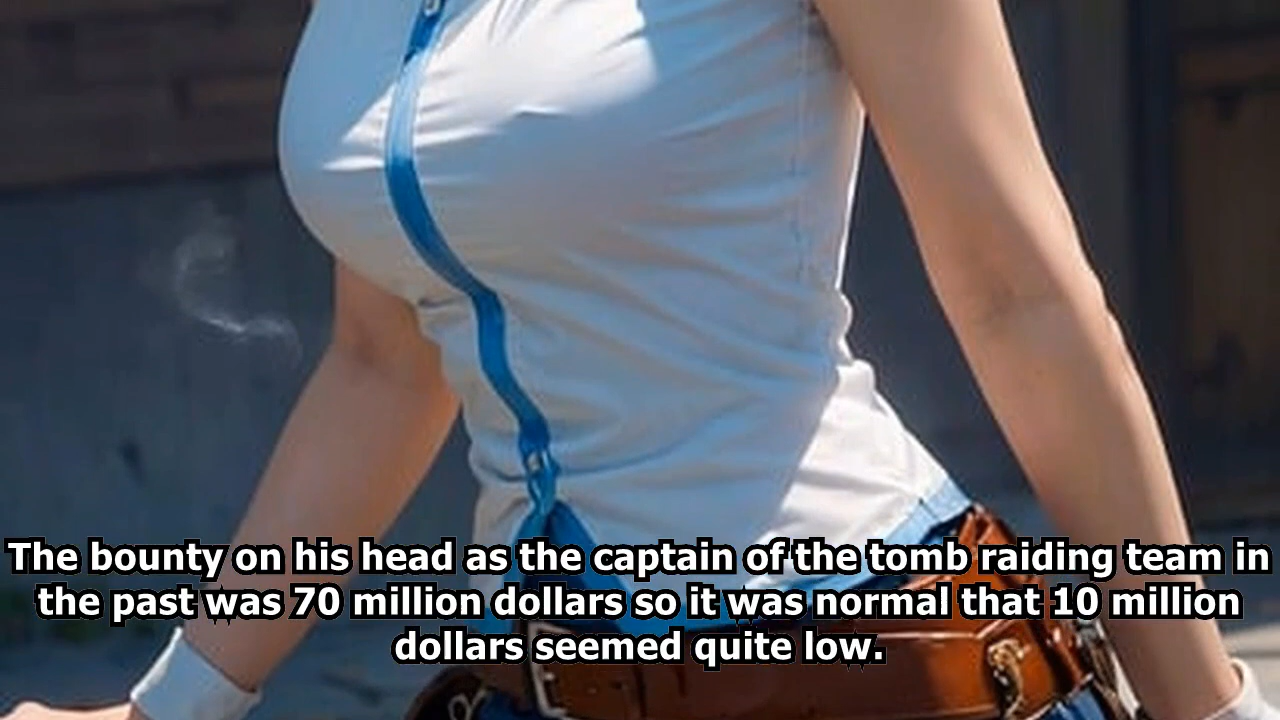 The bounty on his head as the captain of the tomb raiding team in
the past was 70 million dollars so it was normal that 10 million
dollars seemed quite low.